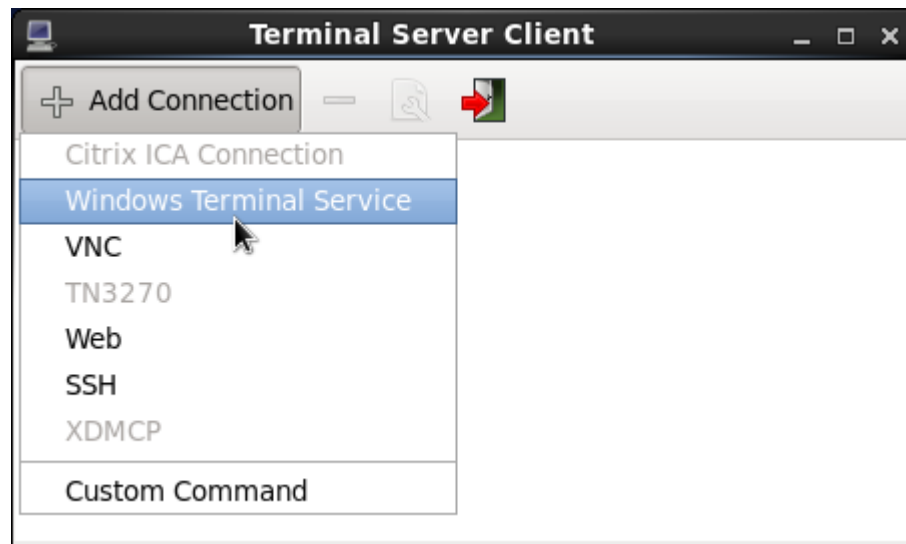 Terminal Server Client
Add Connection
Citrix ICA Connection
Windows Terminal Service
VNC
TN3270
Web
SSH
XDMCP
Custom Command